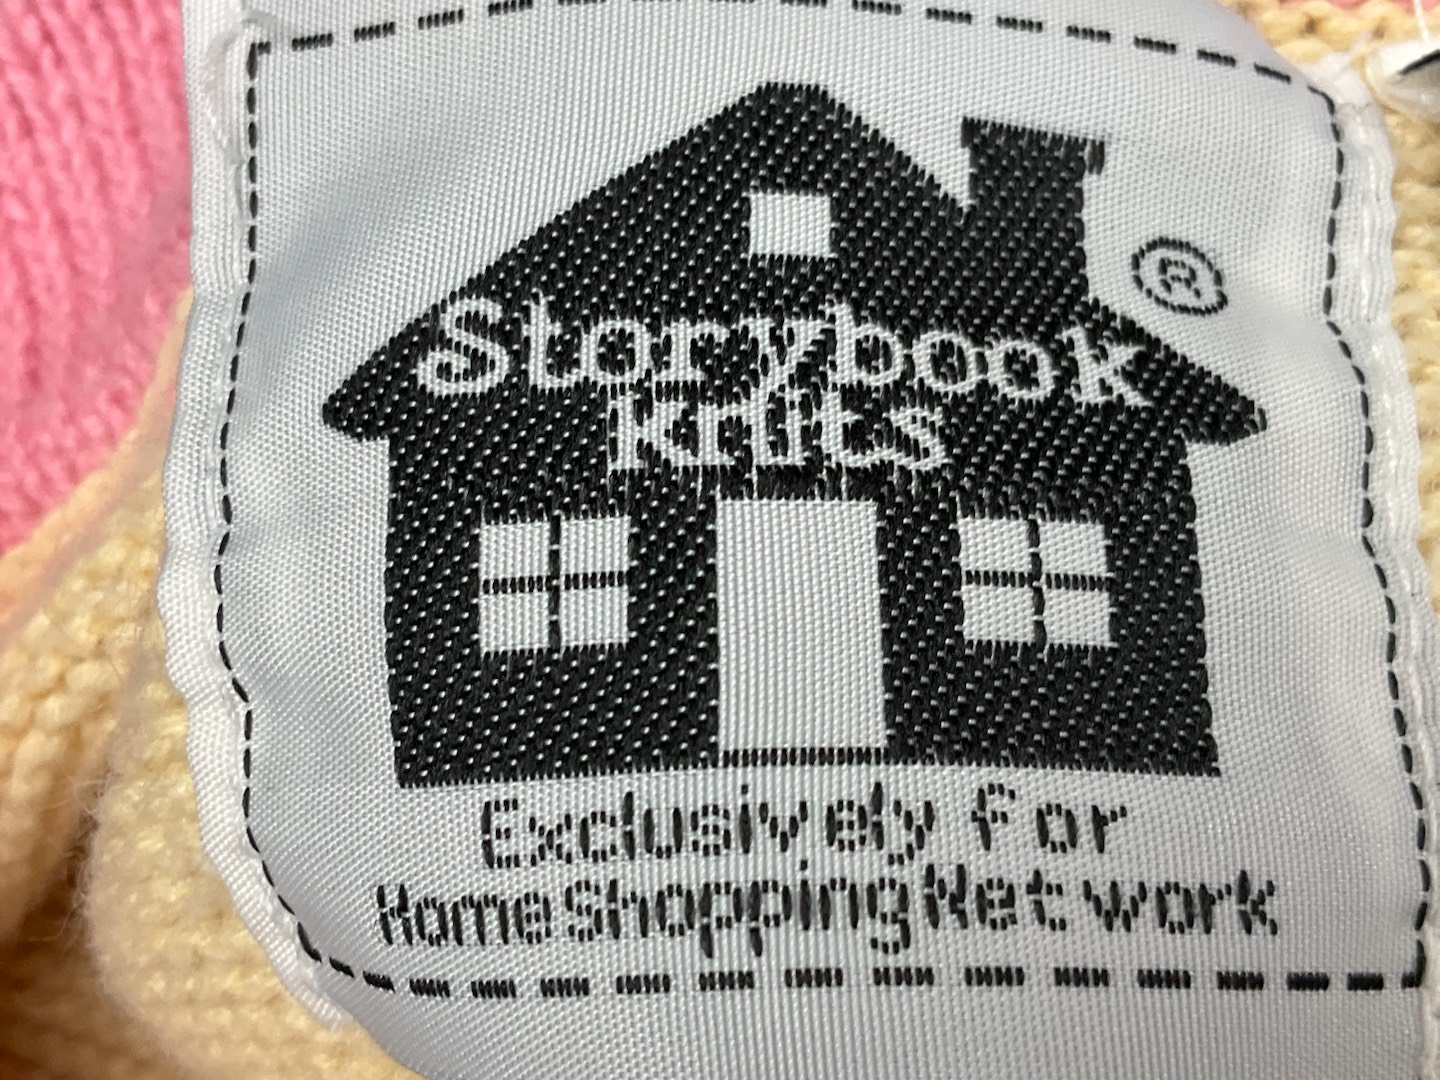 Storybook ®
Knits
Exclusively for
Home Shopping Network